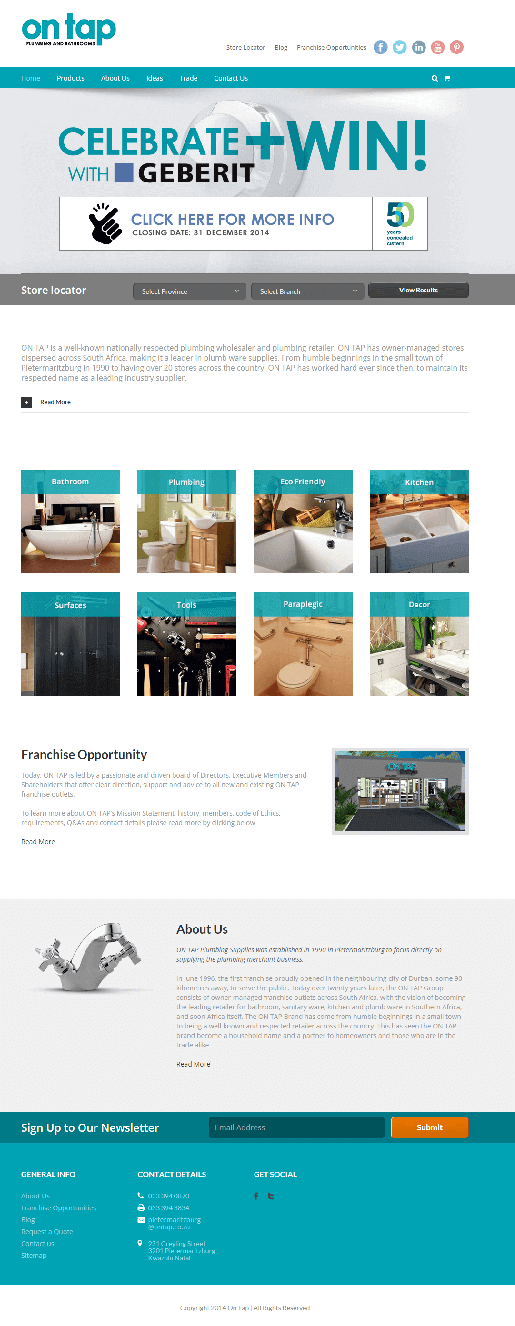 on tap
PLUMBING AND BATHROOMS
Store Locator Blog Franchise Opportunities
Home Products About Us Ideas Trade Contact Us
CELEBRATE +WIN!
WITH GEBERIT
CLICK HERE FOR MORE INFO
CLOSING DATE: 31 DECEMBER 2014
50
years
concealed
cistern
Store locator Select Province Select Branch View Results
ON TAP is a well-known nationally respected plumbing wholesaler and plumbing retailer. ON TAP has owner-managed stores
dispersed across South Africa, making it a leader in plumb ware supplies. From humble beginnings in the small town of
Pietermaritzburg in 1990 to having over 20 stores across the country, ON TAP has worked hard ever since then, to maintain its
respected name as a leading industry supplier.
+ Read More
Bathroom Plumbing Eco Friendly Kitchen
Surfaces Tools Paraplegic Decor
Franchise Opportunity
Today, ON TAP is led by a passionate and driven board of Directors, Executive Members and
Shareholders that offer clear direction, support and advice to all new and existing ON TAP
franchise outlets.
To learn more about ON TAP's Mission Statement, history, members, code of Ethics,
requirements, Q&As and contact details please read more by clicking below
Read More
ON TAP
About Us
ON TAP Plumbing Supplies was established in 1990 in Pietermaritzburg to focus directly on
supplying the plumbing merchant business.
In June 1996, the first franchise proudly opened in the neighbouring city of Durban, some 90
kilometres away, to serve the public. Today over twenty years later, the ON TAP Group
consists of owner managed franchise outlets across South Africa, with the vision of becoming
the leading retailer for bathroom, sanitary ware, kitchen and plumb ware in Southern Africa,
and soon Africa itself. The ON TAP Brand has come from humble beginnings in a small town
to being a well known and respected retailer across the country. This has seen the ON TAP
brand become a household name and a partner to homeowners and those who are in the
trade alike.
Read More
Sign Up to Our Newsletter Email Address Submit
GENERAL INFO CONTACT DETAILS GET SOCIAL
About Us
Franchise Opportunities
Blog
Request a Quote
Contact us
Sitemap
pietermaritzburg
221 Greyling Street
3209 Pietermaritzburg
Kwazulu Natal
Copyright 2014 On Tap | All Rights Reserved